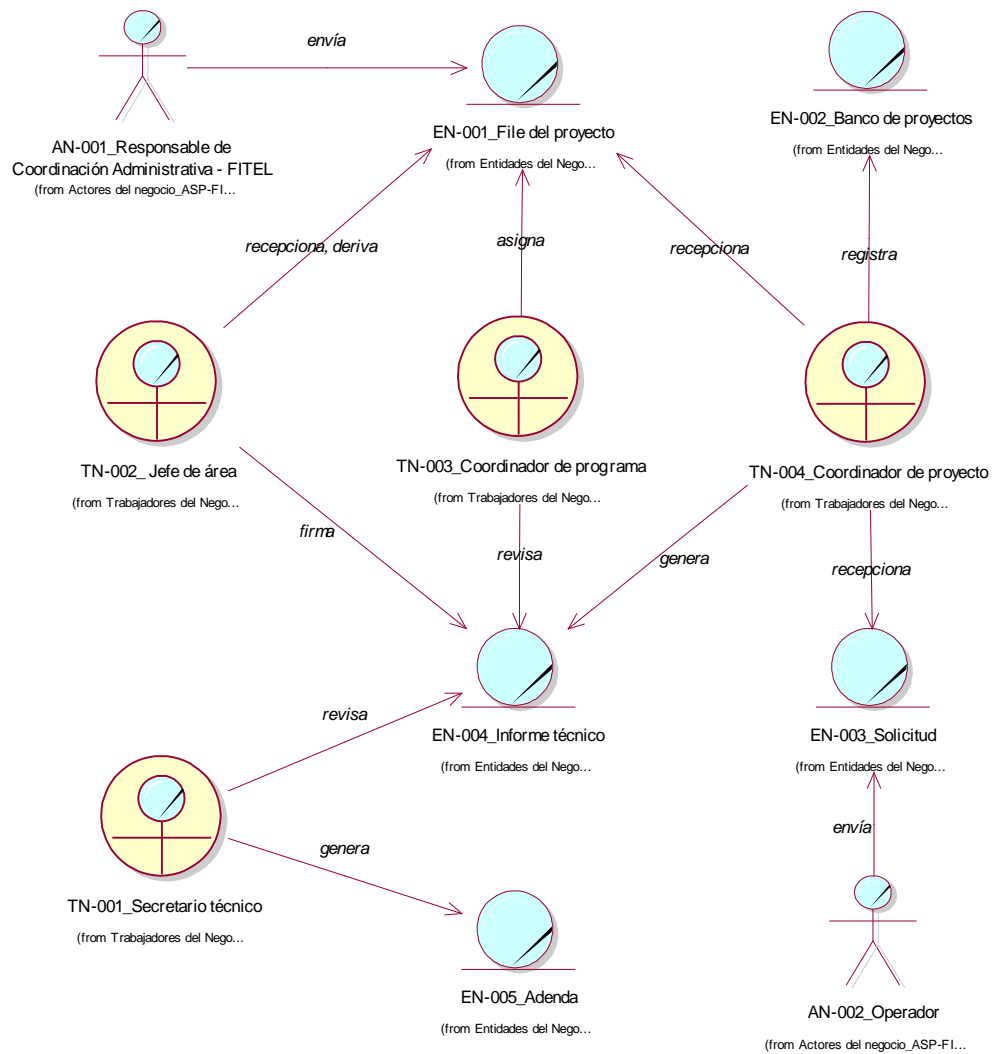 envía
AN-001_Responsable de
Coordinación Administrativa - FITEL
(from Actores del negocio_ASP-FI...
EN-001_File del proyecto
(from Entidades del Nego...
EN-002_Banco de proyectos
(from Entidades del Nego...
recepciona, deriva
asigna
recepciona
registra
TN-002_ Jefe de área
(from Trabajadores del Nego...
TN-003_Coordinador de programa
(from Trabajadores del Nego...
TN-004_Coordinador de proyecto
(from Trabajadores del Nego...
firma
revisa
genera
recepciona
EN-004_Informe técnico
(from Entidades del Nego...
EN-003_Solicitud
(from Entidades del Nego...
revisa
TN-001_Secretario técnico
(from Trabajadores del Nego...
genera
envía
EN-005_Adenda
(from Entidades del Nego...
AN-002_Operador
(from Actores del negocio_ASP-FI...